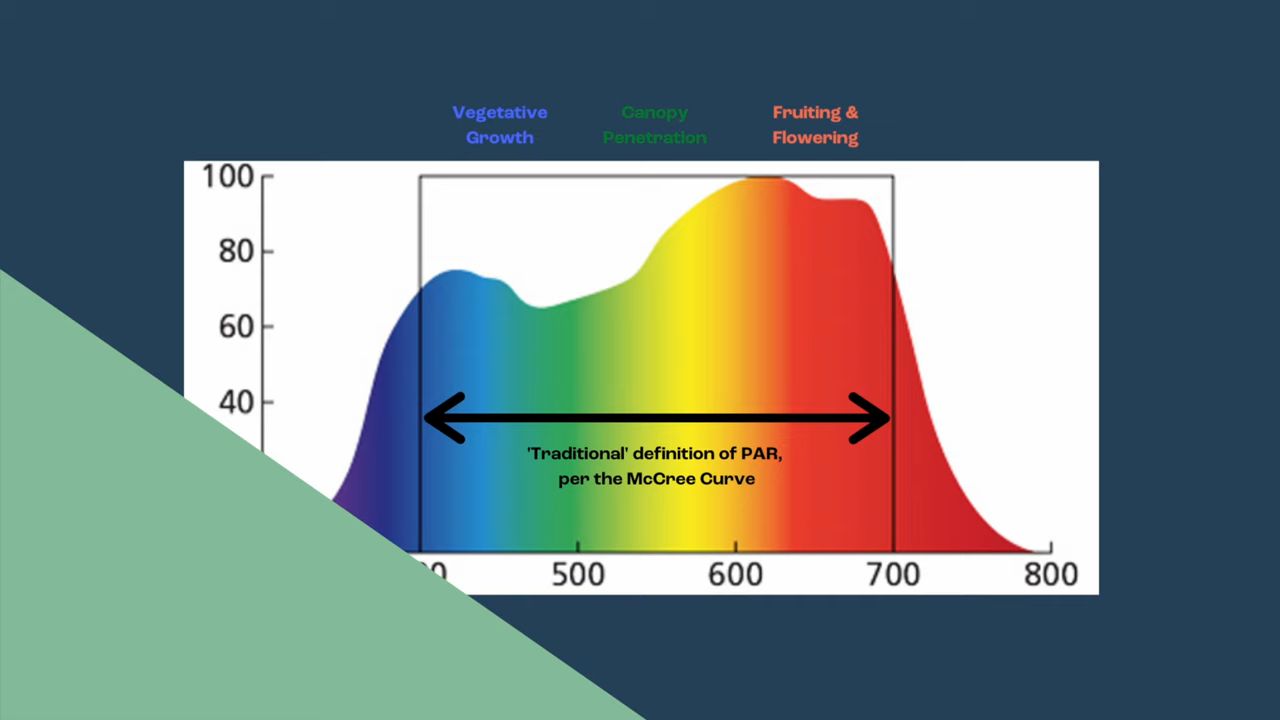 Vegetative
Growth
Canopy
Penetration
Fruiting &
Flowering
100
80
60
40
'Traditional' definition of PAR,
per the McCree Curve
500 600 700 800